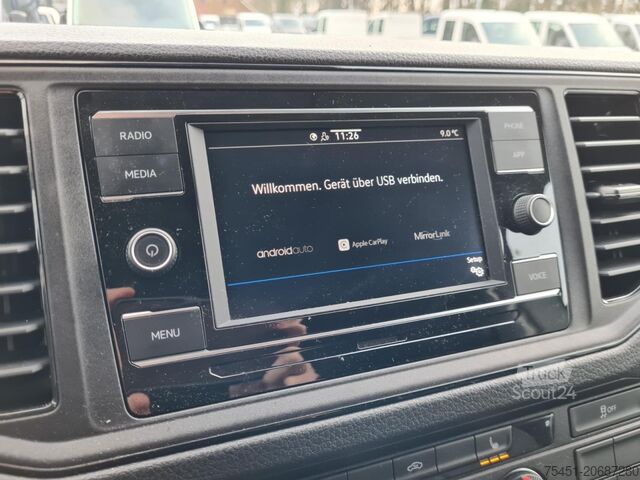 RADIO
MEDIA
MENU
11:26
9.0 °C
Willkommen. Gerät über USB verbinden.
androidauto
Apple CarPlay
MirrorLink
Setup
PHONE
APP
VOICE
Truck
Scout24
OFF
75451-20687280